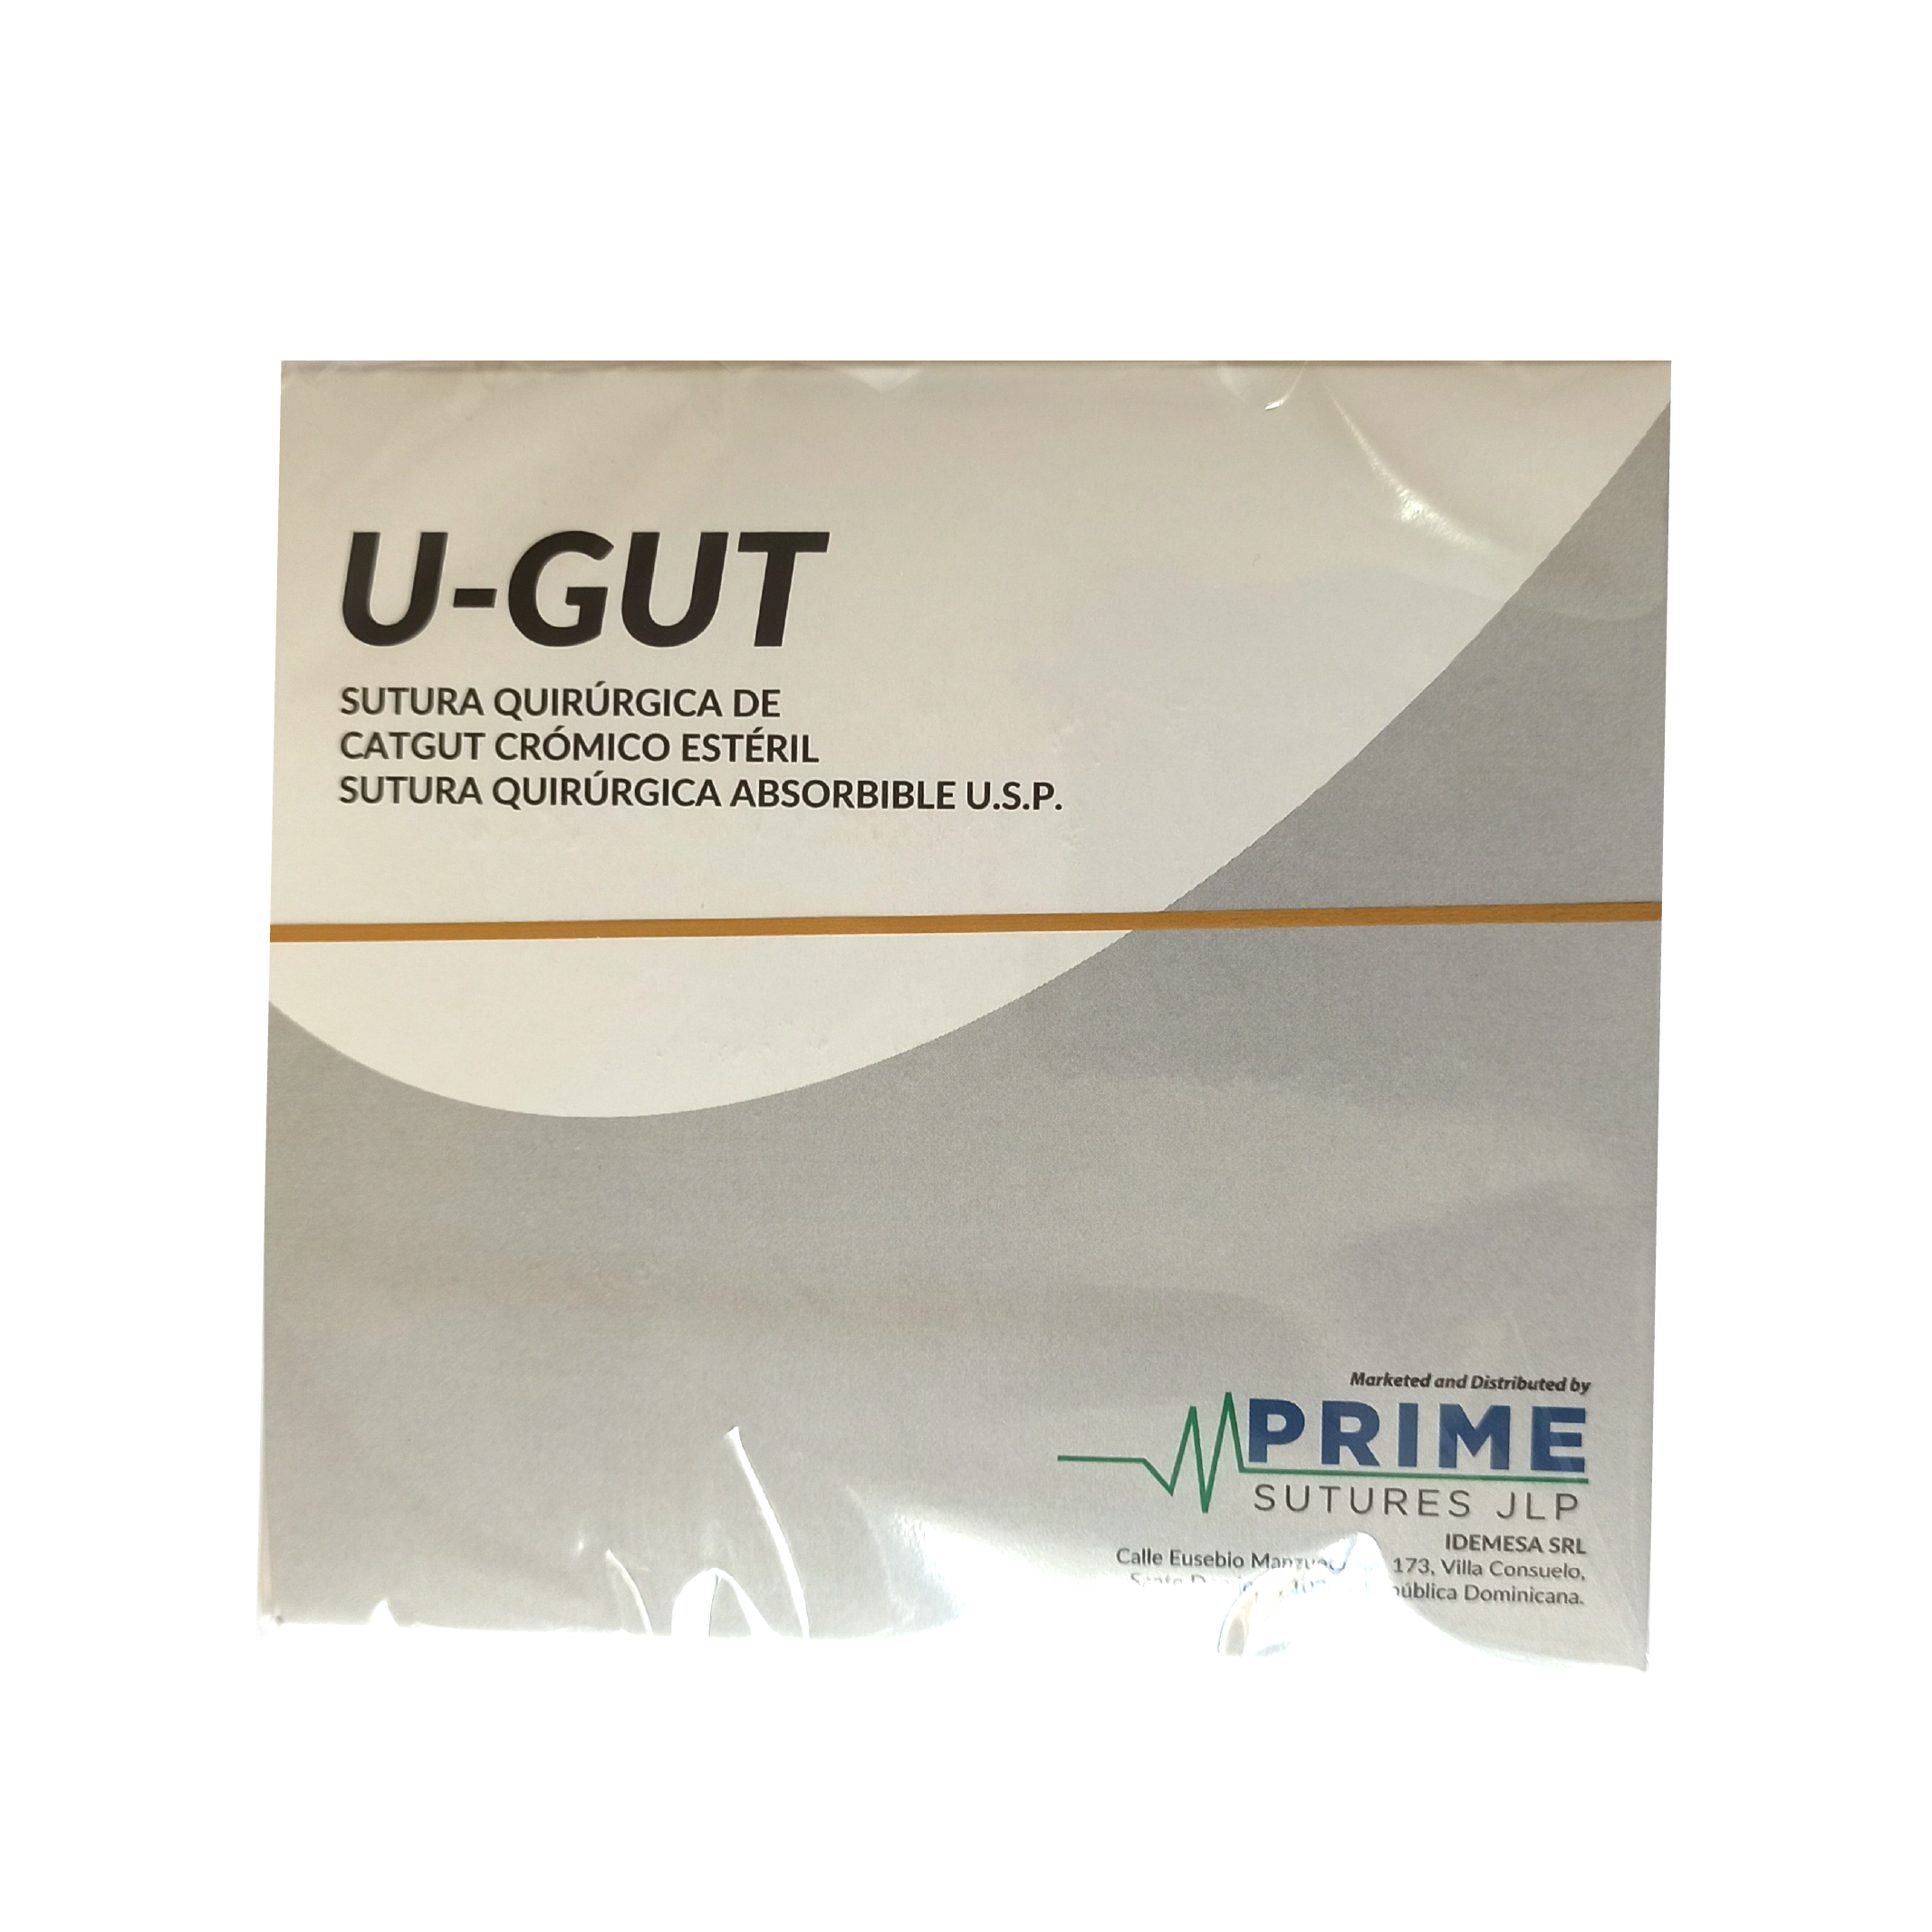 U-GUT
SUTURA QUIRÚRGICA DE
CATGUT CRÓMICO ESTÉRIL
SUTURA QUIRÚRGICA ABSORBIBLE U.S.P.
Marketed and Distributed by
PRIME
SUTURES JLP
IDEMESA SRL
Calle Eusebio 173, Villa Consuelo,
Dominicana.